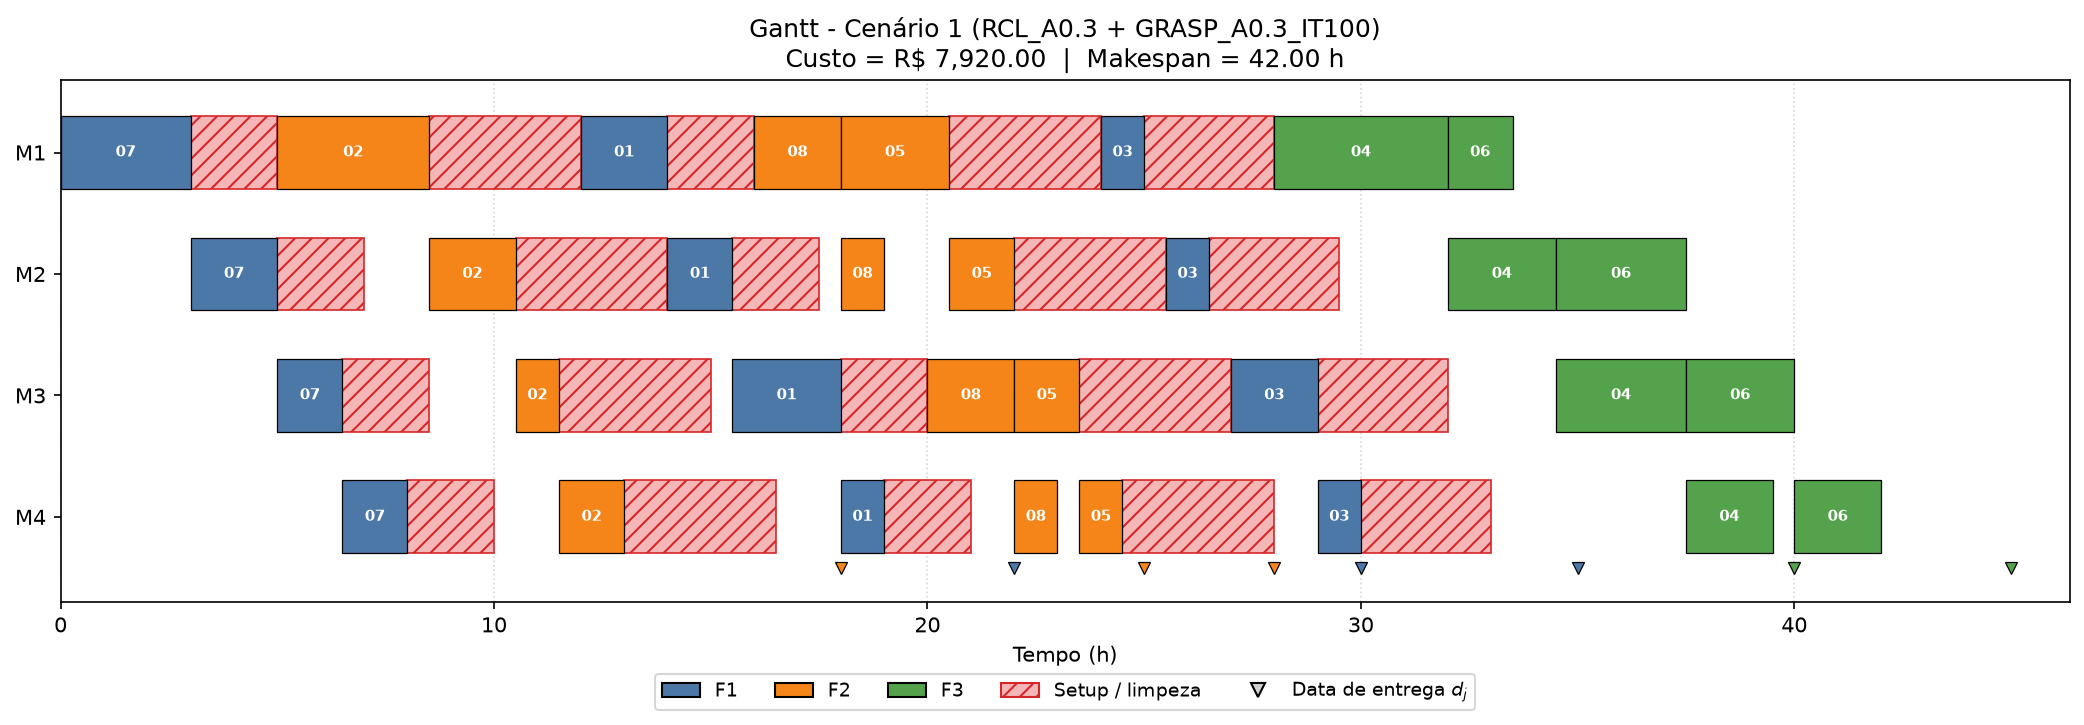 Gantt - Cenário 1 (RCL_A0.3 + GRASP_A0.3_IT100)
Custo = R$ 7,920.00 | Makespan = 42.00 h
M1 07 02 01 08 05 03 04 06
M2 07 02 01 08 05 03 04 06
M3 07 02 01 08 05 03 04 06
M4 07 02 01 08 05 03 04 06
0 10 20 30 40
Tempo (h)
F1 F2 F3 Setup / limpeza Data de entrega dj